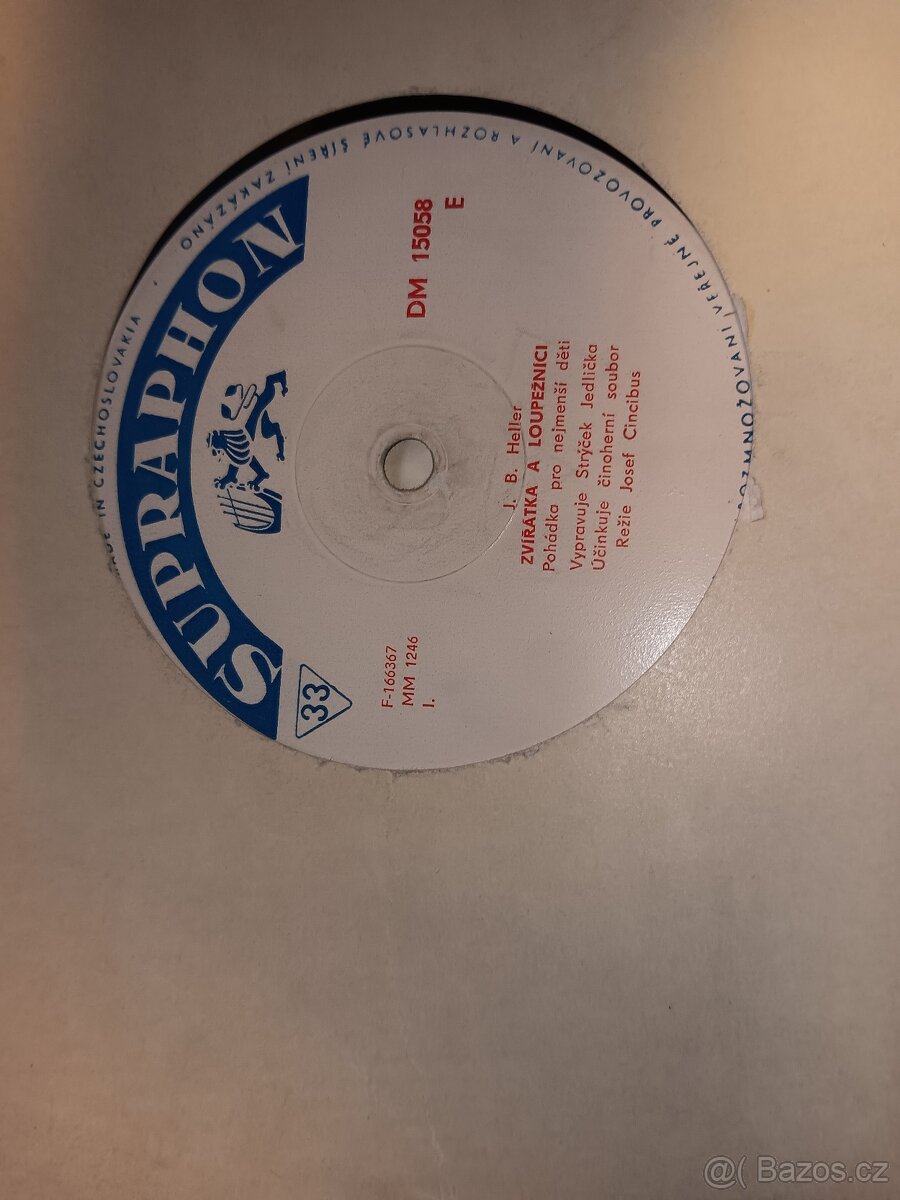 SUPRAPHON
33
F-166367
MM 1246
I.
DM 15058
E
J. B. Heller
ZVÍŘÁTKA A LOUPEŽNÍCI
Pohádka pro nejmenší děti
Vypravuje Strýček Jedlička
Účinkuje činoherní soubor
Režie Josef Cincibus
IN CZECHOSLOVAKIA .
VEŘEJNÉ PROVOZOVÁNÍ A ROZHLASOVÉ ŠÍŘENÍ ZAKÁZÁNO
@( Bazos.cz